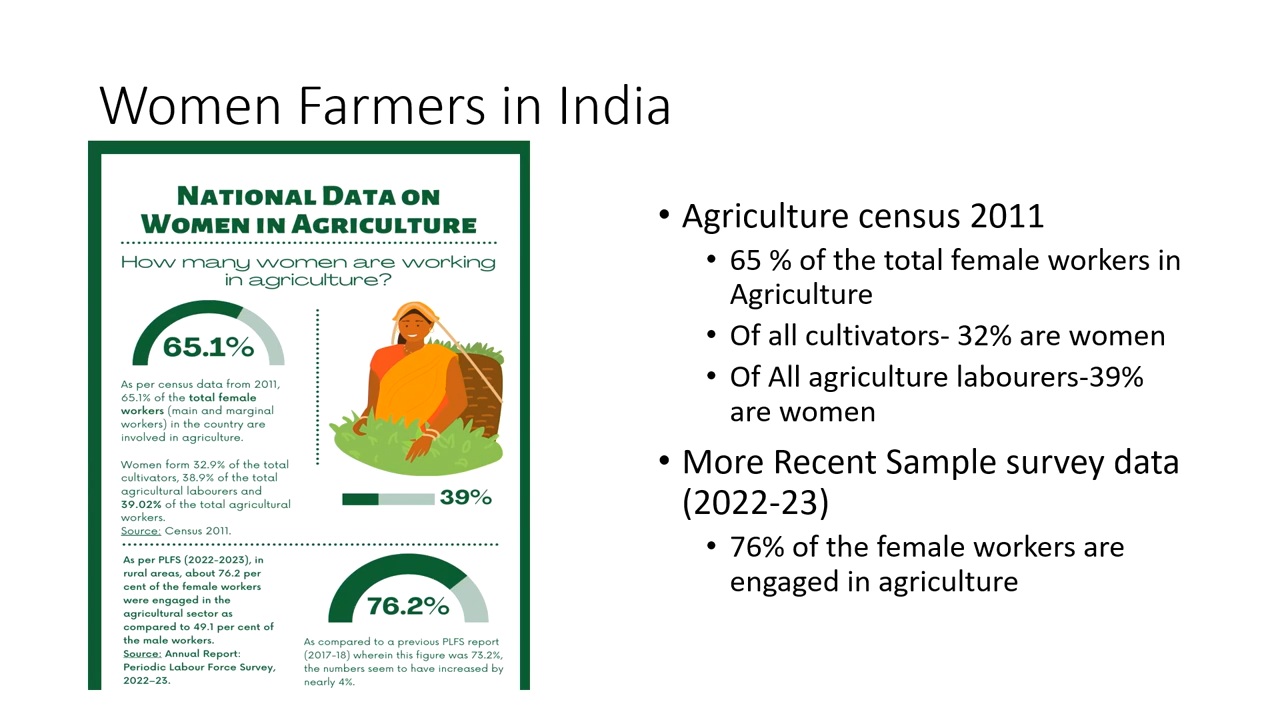 Women Farmers in India
National Data on
Women in Agriculture
How many women are working
in agriculture?
65.1%
As per census data from 2011,
65.1% of the total female
workers (main and marginal
workers) in the country are
involved in agriculture.
Women form 32.9% of the total
cultivators, 38.9% of the total
agricultural labourers and
39.02% of the total agricultural
workers.
Source: Census 2011.
39%
As per PLFS (2022-2023), in
rural areas, about 76.2 per
cent of the female workers
were engaged in the
agricultural sector as
compared to 49.1 per cent of
the male workers.
Source: Annual Report:
Periodic Labour Force Survey,
2022–23.
76.2%
As compared to a previous PLFS report
(2017-18) wherein this figure was 73.2%,
the numbers seem to have increased by
nearly 4%.
• Agriculture census 2011
• 65 % of the total female workers in
Agriculture
• Of all cultivators- 32% are women
• Of All agriculture labourers-39%
are women
• More Recent Sample survey data
(2022-23)
• 76% of the female workers are
engaged in agriculture